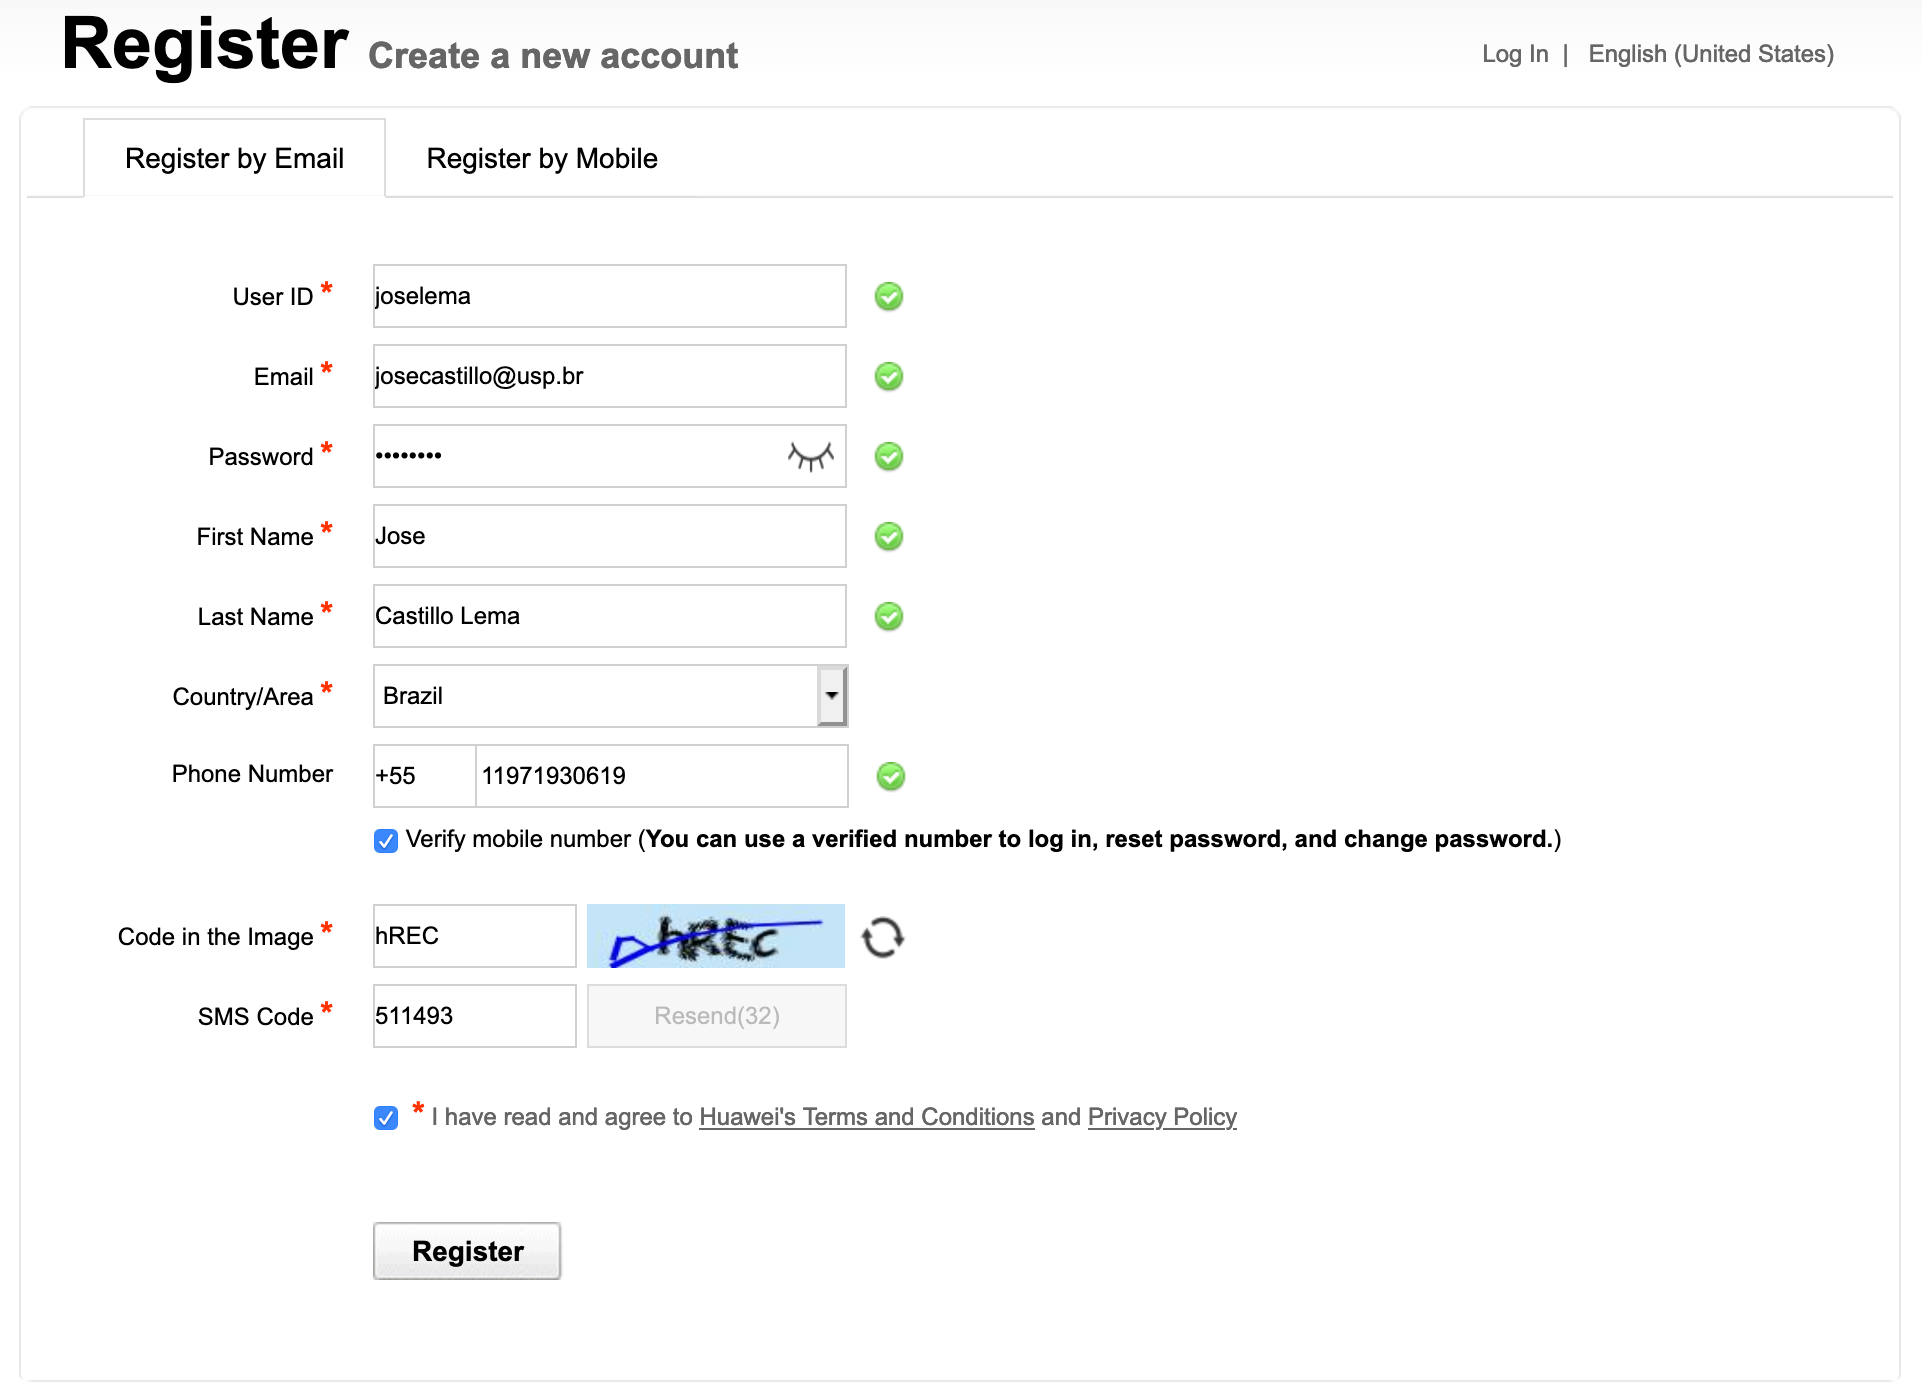 Register Create a new account
Log In | English (United States)
Register by Email Register by Mobile
User ID * joselema
Email * josecastillo@usp.br
Password * ••••••••
First Name * Jose
Last Name * Castillo Lema
Country/Area * Brazil
Phone Number +55 11971930619
Verify mobile number (You can use a verified number to log in, reset password, and change password.)
Code in the Image * hREC hREC
SMS Code * 511493 Resend(32)
* I have read and agree to Huawei's Terms and Conditions and Privacy Policy
Register